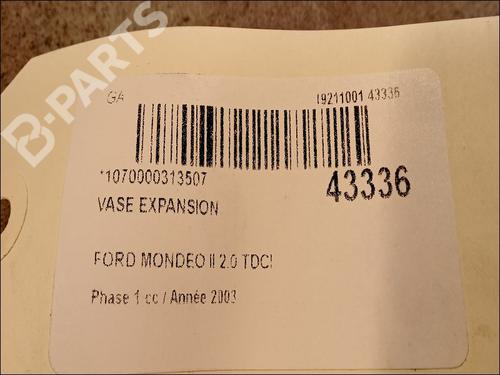 B-PARTS
GA
19211001 43336
*1070000313507
43336
VASE EXPANSION
FORD MONDEO II 2.0 TDCI
Phase 1 cc / Année 2003